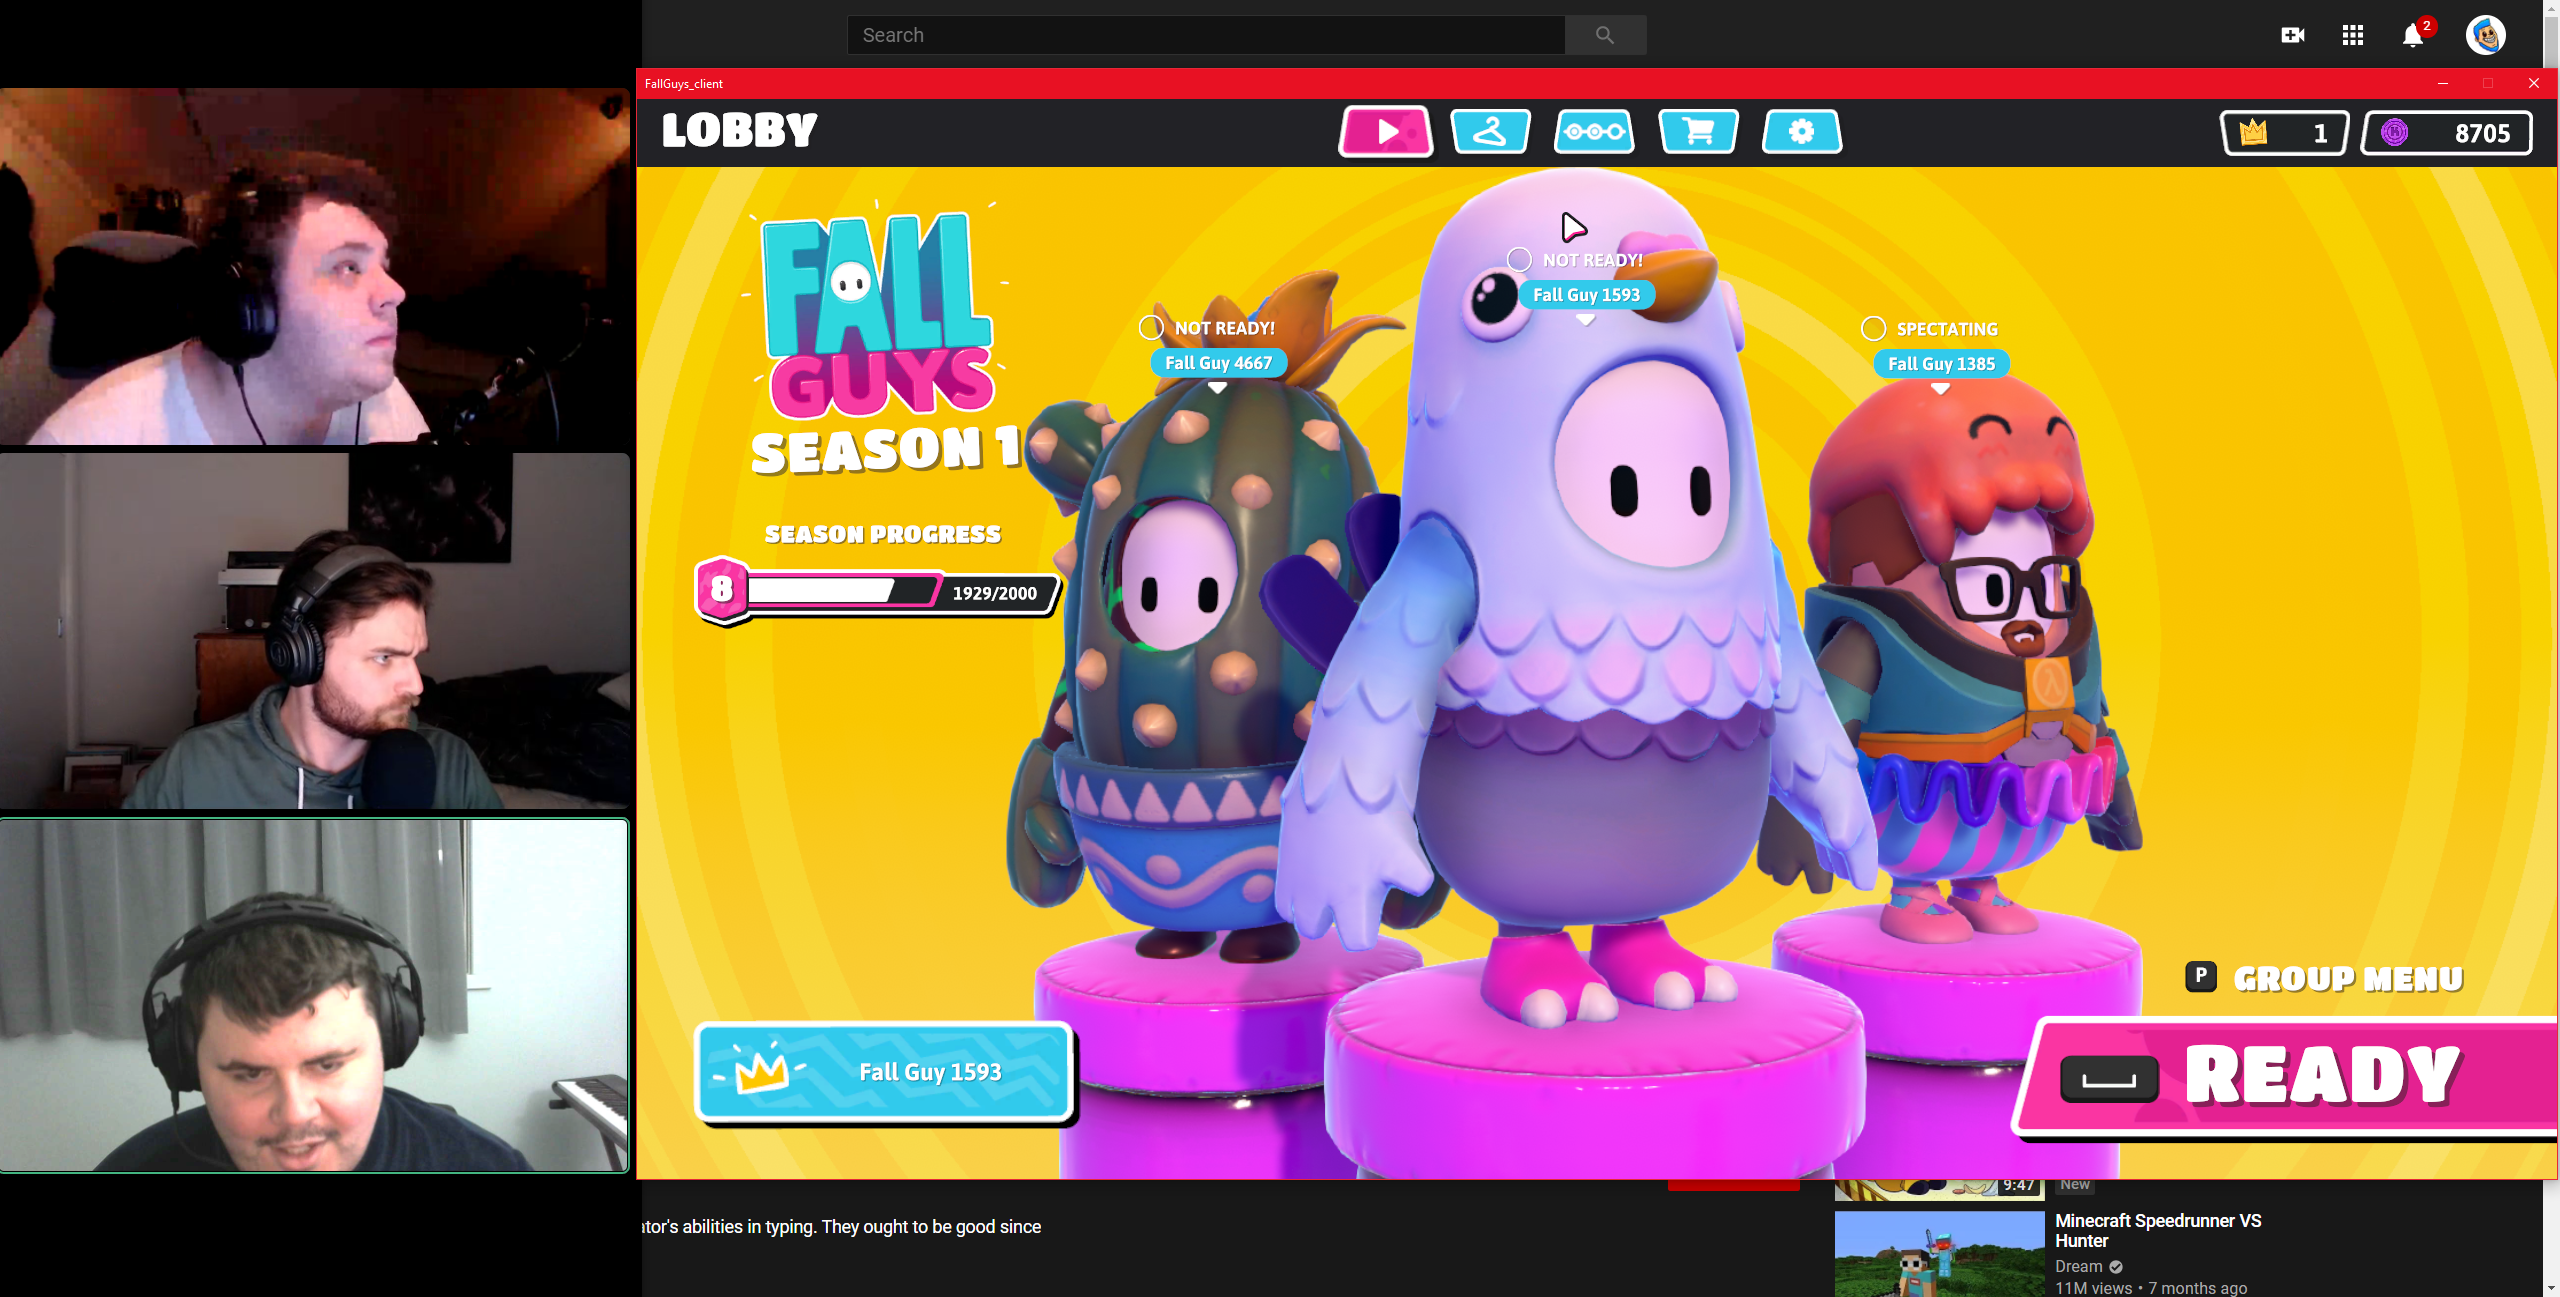 Search
2
FallGuys_client
LOBBY
1
8705
FALL
GUYS
SEASON 1
NOT READY!
Fall Guy 1593
NOT READY!
Fall Guy 4667
SPECTATING
Fall Guy 1385
SEASON PROGRESS
8
1929/2000
P GROUP MENU
READY
Fall Guy 1593
9:47
New
ator's abilities in typing. They ought to be good since
Minecraft Speedrunner VS
Hunter
Dream
11M views • 7 months ago